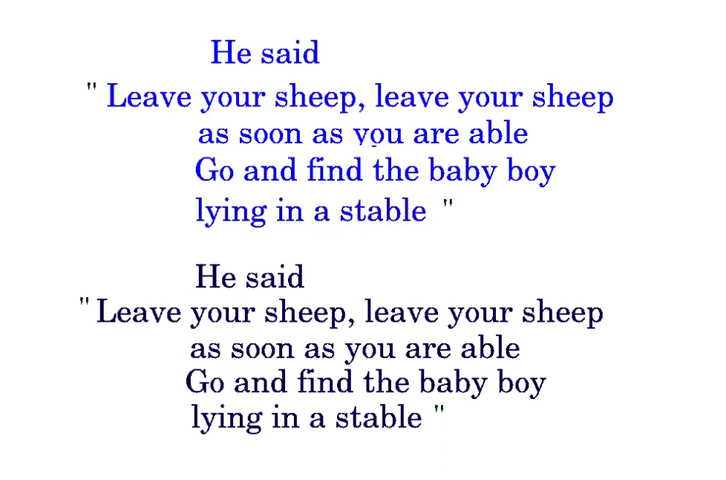 He said
" Leave your sheep, leave your sheep
as soon as you are able
Go and find the baby boy
lying in a stable "
He said
" Leave your sheep, leave your sheep
as soon as you are able
Go and find the baby boy
lying in a stable "